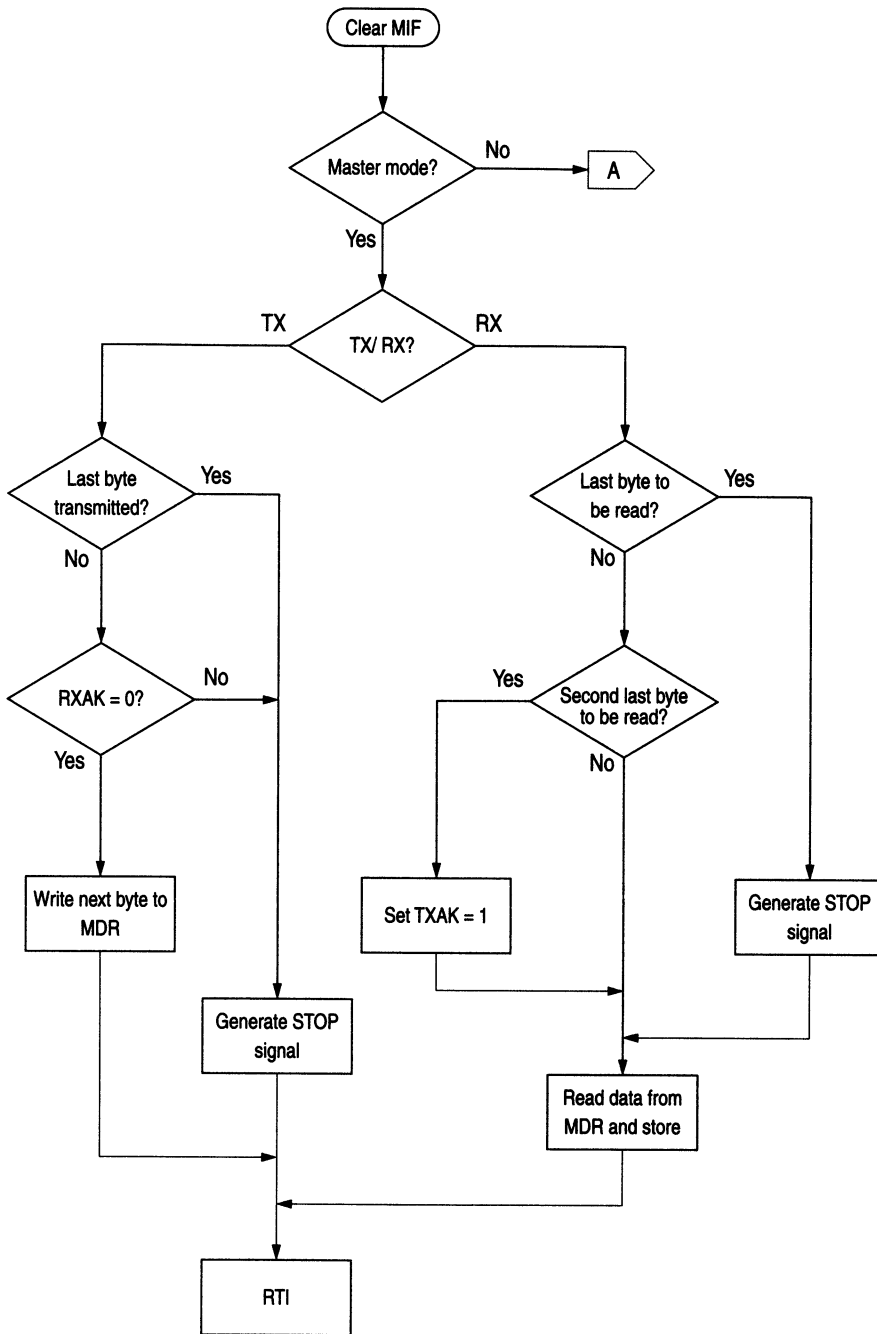 Clear MIF
Master mode?
No
A
Yes
TX
TX/ RX?
RX
Last byte
transmitted?
Yes
No
Last byte to
be read?
Yes
No
RXAK = 0?
No
Yes
Yes
Second last byte
to be read?
No
Write next byte to
MDR
Set TXAK = 1
Generate STOP
signal
Generate STOP
signal
Read data from
MDR and store
RTI